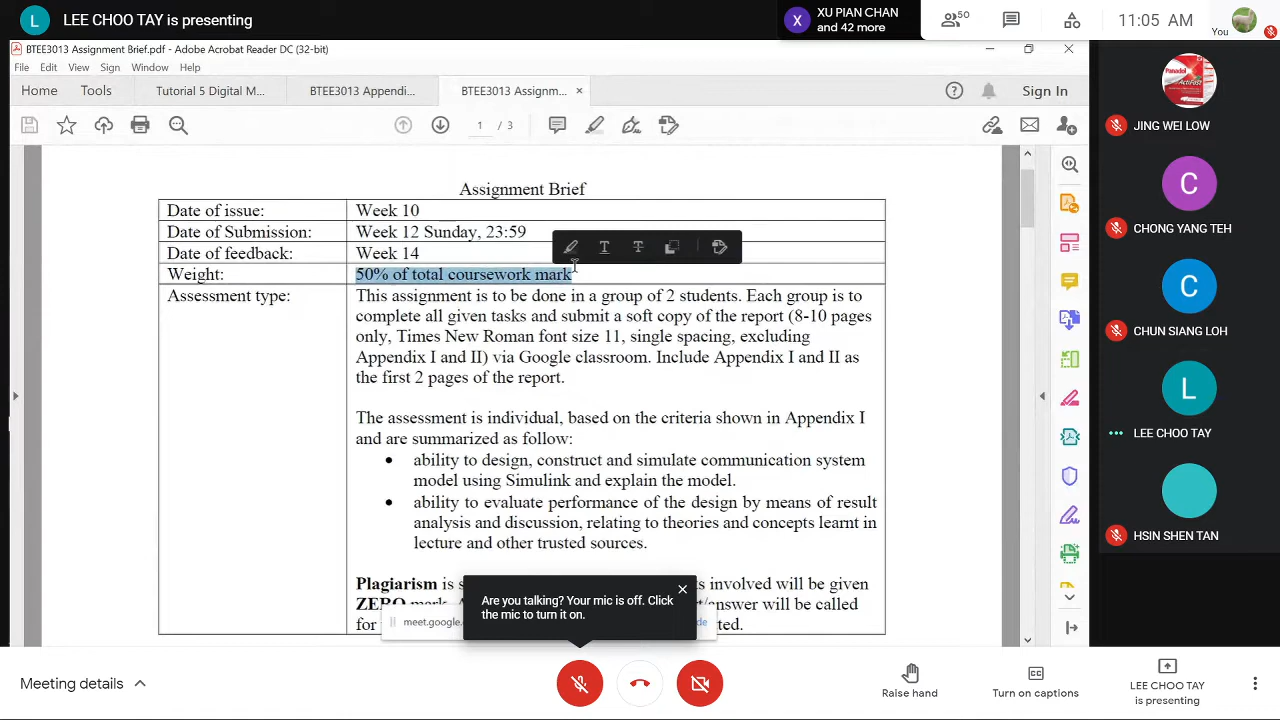 L
LEE CHOO TAY is presenting
X
XU PIAN CHAN
and 42 more
50
11:05 AM
You
BTEE3013 Assignment Brief.pdf - Adobe Acrobat Reader DC (32-bit)
File Edit View Sign Window Help
Home Tools Tutorial 5 Digital M... BTEE3013 Appendi... BTEE3013 Assignm... × Sign In
1 / 3
Assignment Brief
Date of issue: Week 10
Date of Submission: Week 12 Sunday, 23:59
Date of feedback: Week 14
Weight: 50% of total coursework mark
Assessment type: This assignment is to be done in a group of 2 students. Each group is to
complete all given tasks and submit a soft copy of the report (8-10 pages
only, Times New Roman font size 11, single spacing, excluding
Appendix I and II) via Google classroom. Include Appendix I and II as
the first 2 pages of the report.
The assessment is individual, based on the criteria shown in Appendix I
and are summarized as follow:
• ability to design, construct and simulate communication system
model using Simulink and explain the model.
• ability to evaluate performance of the design by means of result
analysis and discussion, relating to theories and concepts learnt in
lecture and other trusted sources.
Plagiarism is involved will be given
ZERO answer will be called
for
meet.google.
Are you talking? Your mic is off. Click
the mic to turn it on.
JING WEI LOW
C
CHONG YANG TEH
C
CHUN SIANG LOH
L
LEE CHOO TAY
HSIN SHEN TAN
Meeting details
Raise hand
Turn on captions
LEE CHOO TAY
is presenting